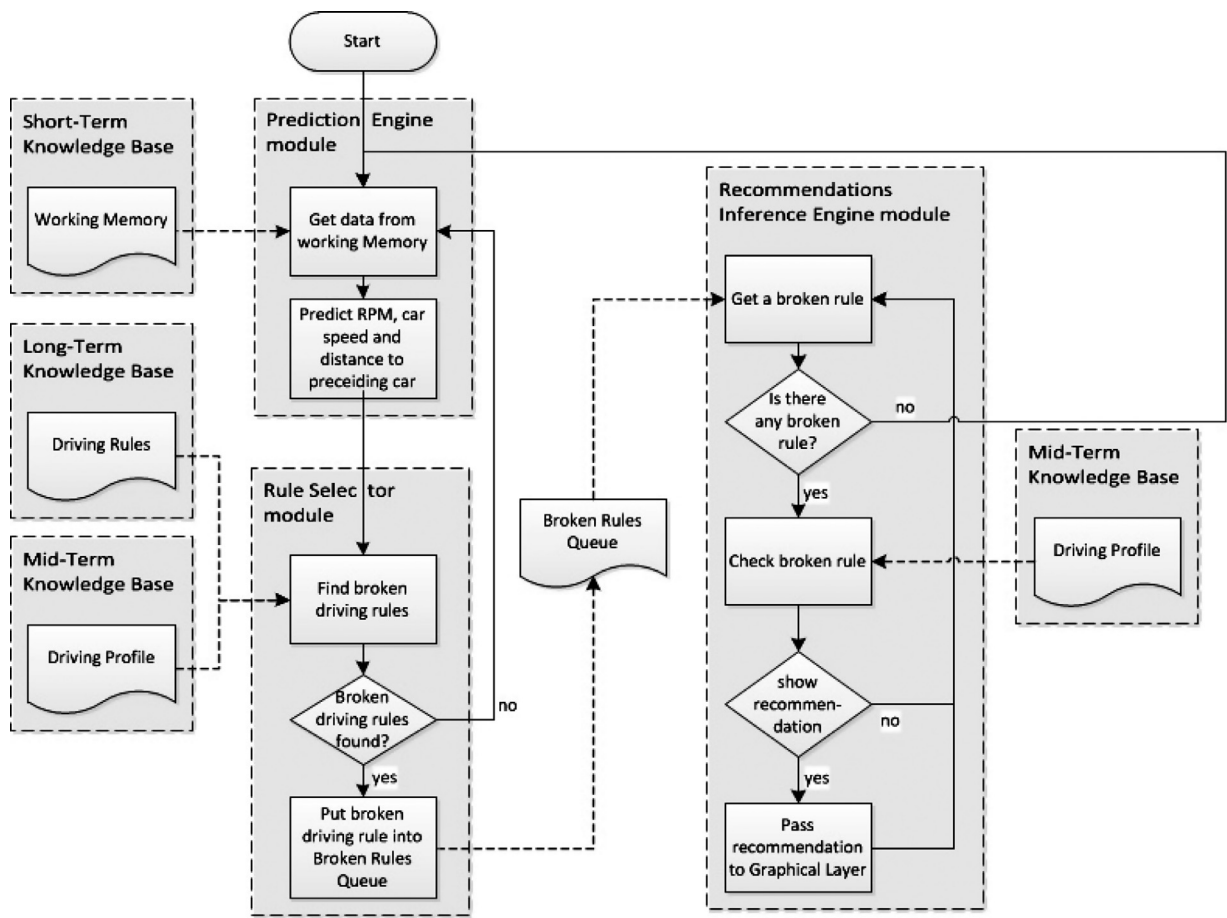 Start
Short-Term
Knowledge Base
Working Memory
Prediction Engine
module
Get data from
working Memory
Predict RPM, car
speed and
distance to
preceiding car
Long-Term
Knowledge Base
Driving Rules
Mid-Term
Knowledge Base
Driving Profile
Rule Selector
module
Find broken
driving rules
Broken
driving rules
found?
no
yes
Put broken
driving rule into
Broken Rules
Queue
Broken Rules
Queue
Recommendations
Inference Engine module
Get a broken rule
Is there
any broken
rule?
no
yes
Check broken rule
show
recommen-
dation
no
yes
Pass
recommendation
to Graphical Layer
Mid-Term
Knowledge Base
Driving Profile